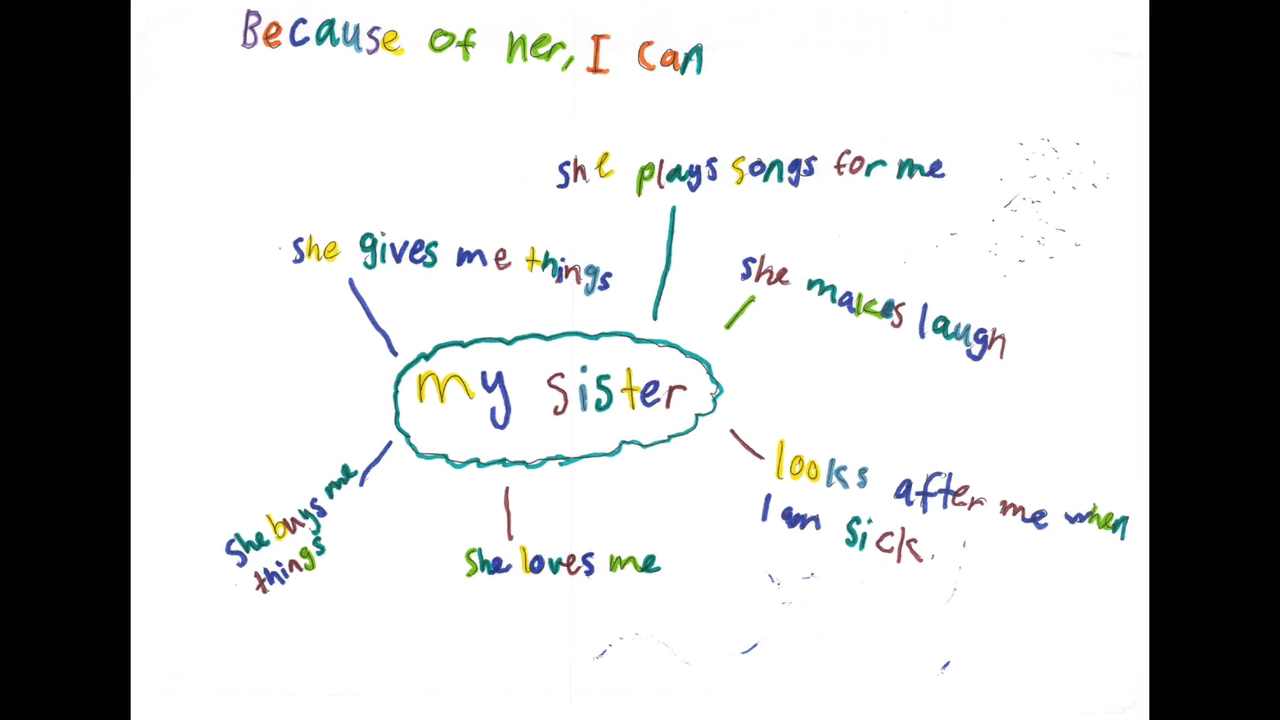 Because of her, I can
she plays songs for me
she gives me things
she makes laugh
my sister
looks after me when
I am sick.
she buys me
things
she loves me